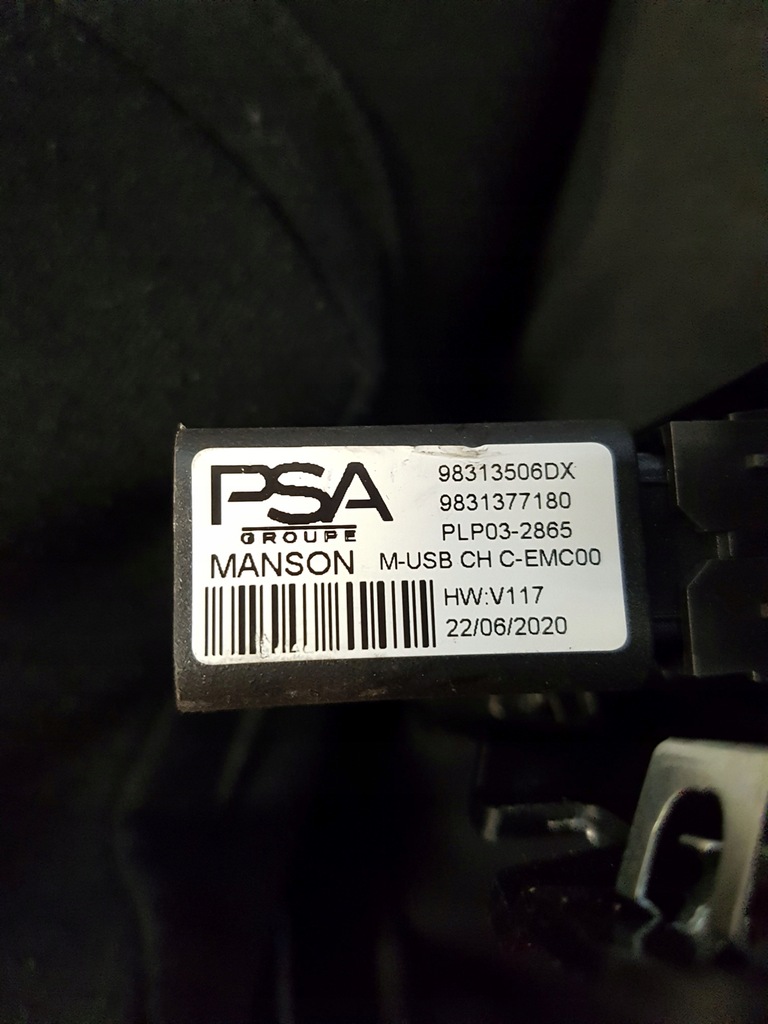 PSA
GROUPE
MANSON
98313506DX
9831377180
PLP03-2865
M-USB CH C-EMC00
HW:V117
22/06/2020